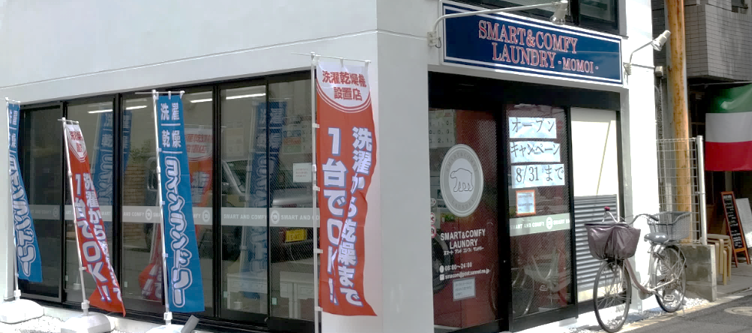 SMART&COMFY
LAUNDRY -MOMOI-
洗濯乾燥機
設置店
洗濯から乾燥まで
1台でOK!!
洗濯
乾燥
コインランドリー
洗濯から乾燥まで
1台でOK!!
オープン
キャンペーン
8/31まで
SMART&COMFY
LAUNDRY
SMART AND COMFY